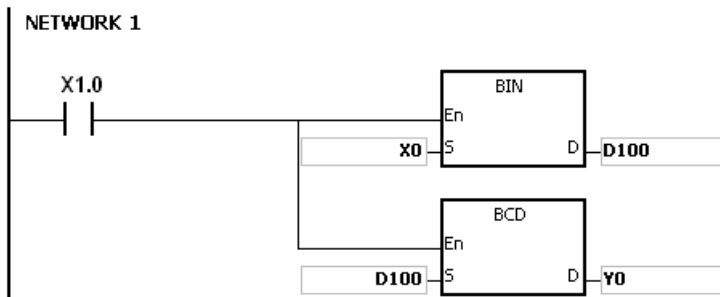 NETWORK 1
X1.0
BIN
En
X0 S D D100
BCD
En
D100 S D Y0